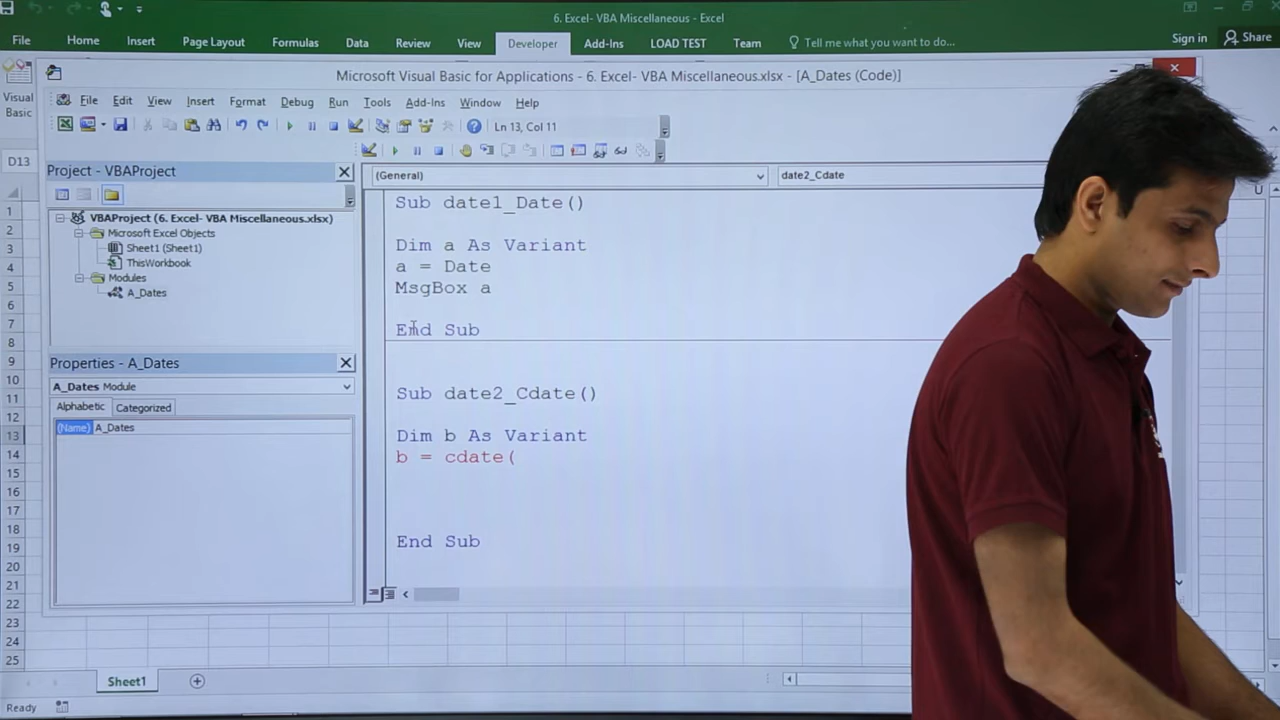 6. Excel- VBA Miscellaneous - Excel
File Home Insert Page Layout Formulas Data Review View Developer Add-Ins LOAD TEST Team Tell me what you want to do... Sign in Share
Visual
Basic
Microsoft Visual Basic for Applications - 6. Excel- VBA Miscellaneous.xlsx - [A_Dates (Code)]
File Edit View Insert Format Debug Run Tools Add-Ins Window Help
Ln 13, Col 11
D13
Project - VBAProject
VBAProject (6. Excel- VBA Miscellaneous.xlsx)
Microsoft Excel Objects
Sheet1 (Sheet1)
ThisWorkbook
Modules
A_Dates
Properties - A_Dates
A_Dates Module
Alphabetic Categorized
(Name) A_Dates
(General) date2_Cdate
Sub date1_Date()
Dim a As Variant
a = Date
MsgBox a
End Sub
Sub date2_Cdate()
Dim b As Variant
b = cdate(
End Sub
U
1
2
3
4
5
6
7
8
9
10
11
12
13
14
15
16
17
18
19
20
21
22
23
24
25
Sheet1
Ready